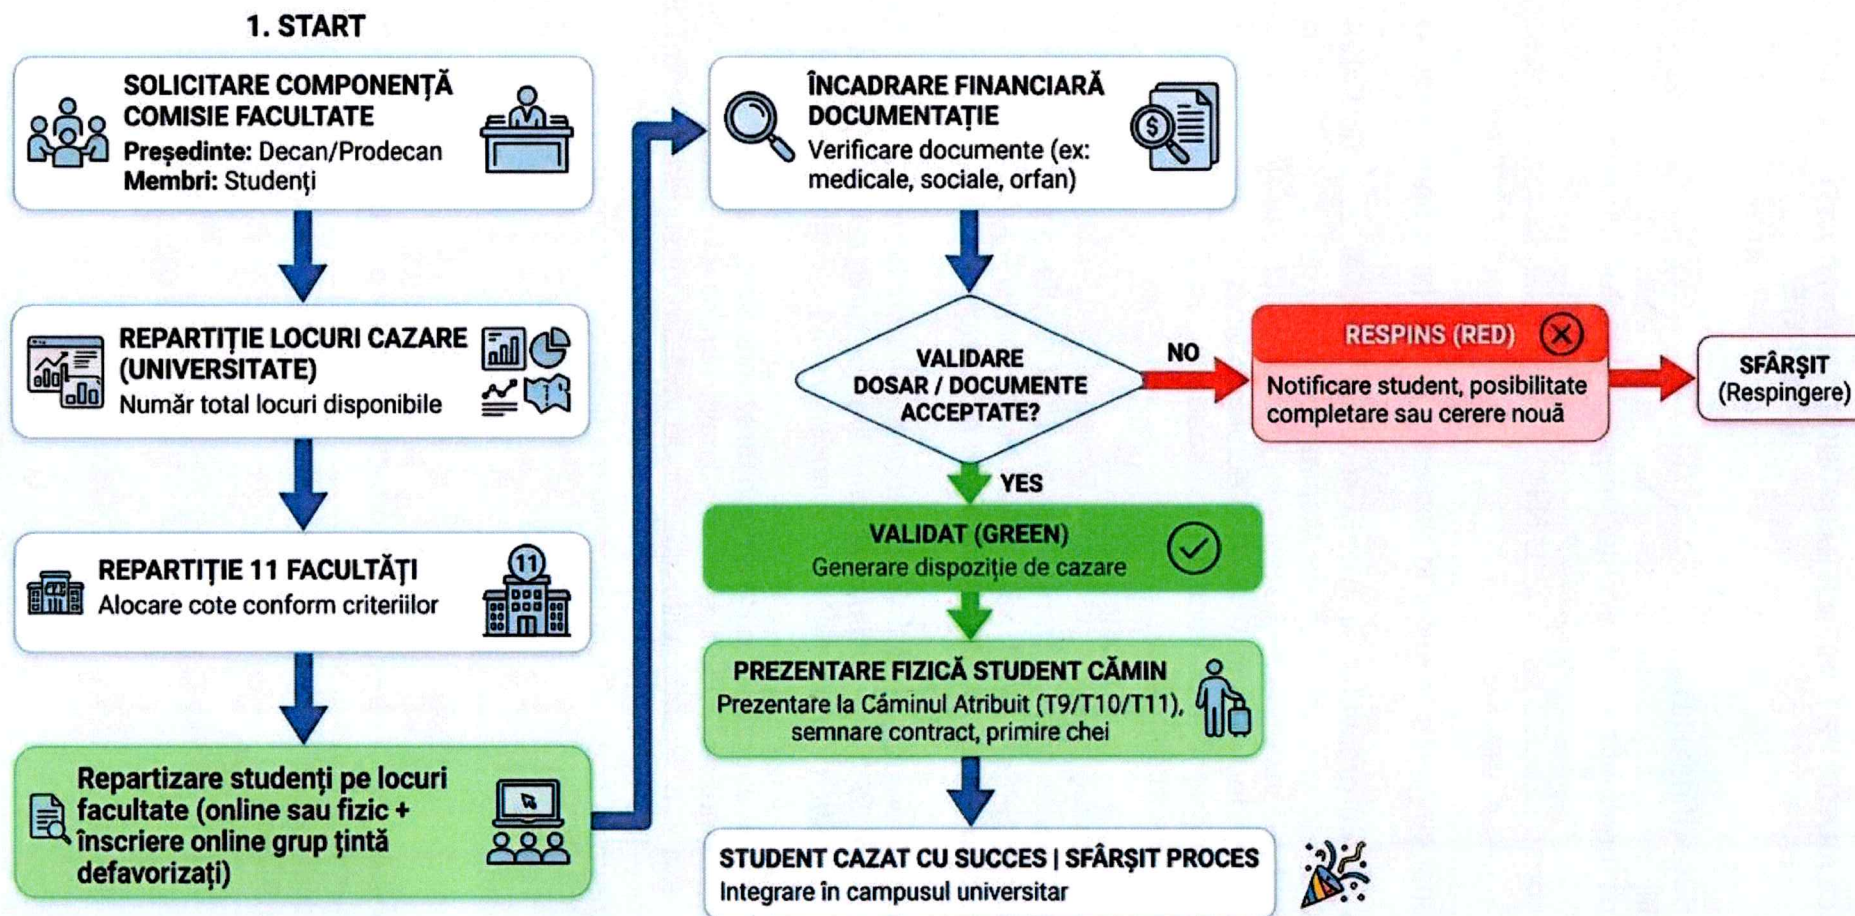 1. START
SOLICITARE COMPONENȚĂ
COMISIE FACULTATE
Președinte: Decan/Prodecan
Membri: Studenți
REPARTIȚIE LOCURI CAZARE
(UNIVERSITATE)
Număr total locuri disponibile
REPARTIȚIE 11 FACULTĂȚI
Alocare cote conform criteriilor
11
Repartizare studenți pe locuri
facultate (online sau fizic +
înscriere online grup țintă
defavorizați)
ÎNCADRARE FINANCIARĂ
DOCUMENTAȚIE
Verificare documente (ex:
medicale, sociale, orfan)
$
VALIDARE
DOSAR / DOCUMENTE
ACCEPTATE?
NO
RESPINS (RED)
Notificare student, posibilitate
completare sau cerere nouă
SFÂRȘIT
(Respingere)
YES
VALIDAT (GREEN)
Generare dispoziție de cazare
PREZENTARE FIZICĂ STUDENT CĂMIN
Prezentare la Căminul Atribuit (T9/T10/T11),
semnare contract, primire chei
STUDENT CAZAT CU SUCCES | SFÂRȘIT PROCES
Integrare în campusul universitar